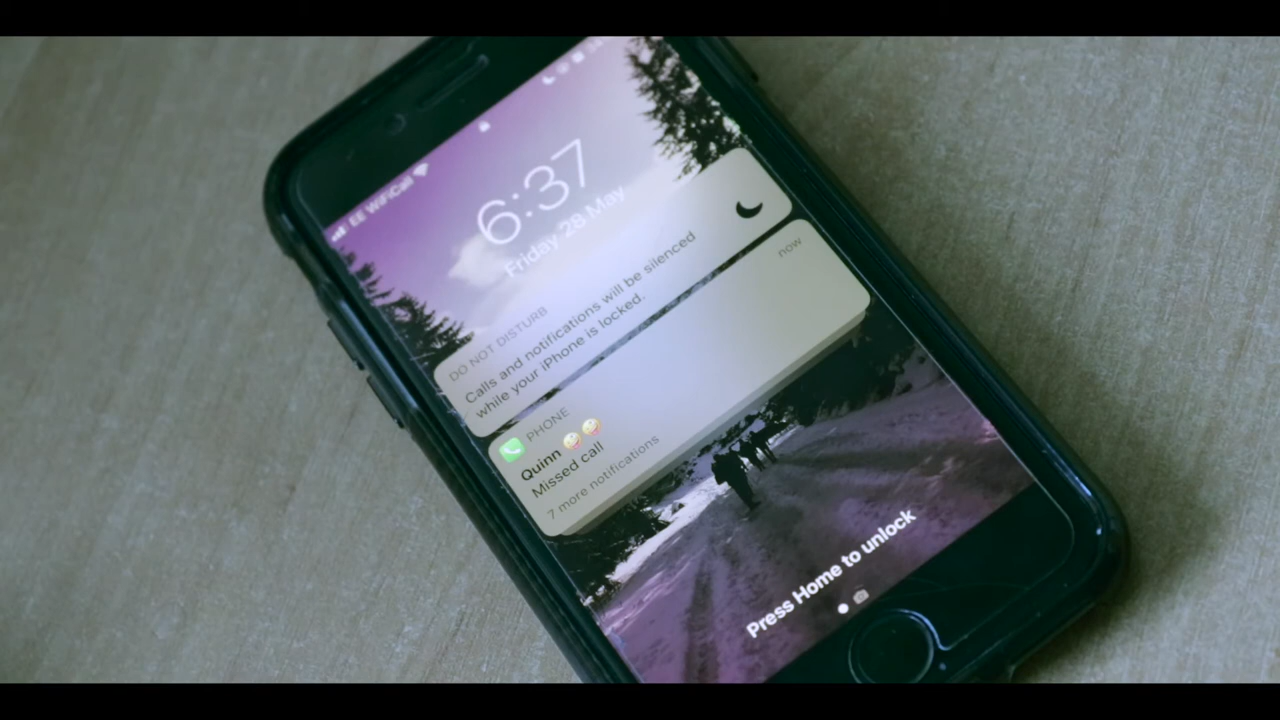 EE WiFiCall
6:37
Friday 28 May
DO NOT DISTURB
Calls and notifications will be silenced
while your iPhone is locked.
PHONE
now
Quinn 🤪🤪
Missed call
7 more notifications
Press Home to unlock